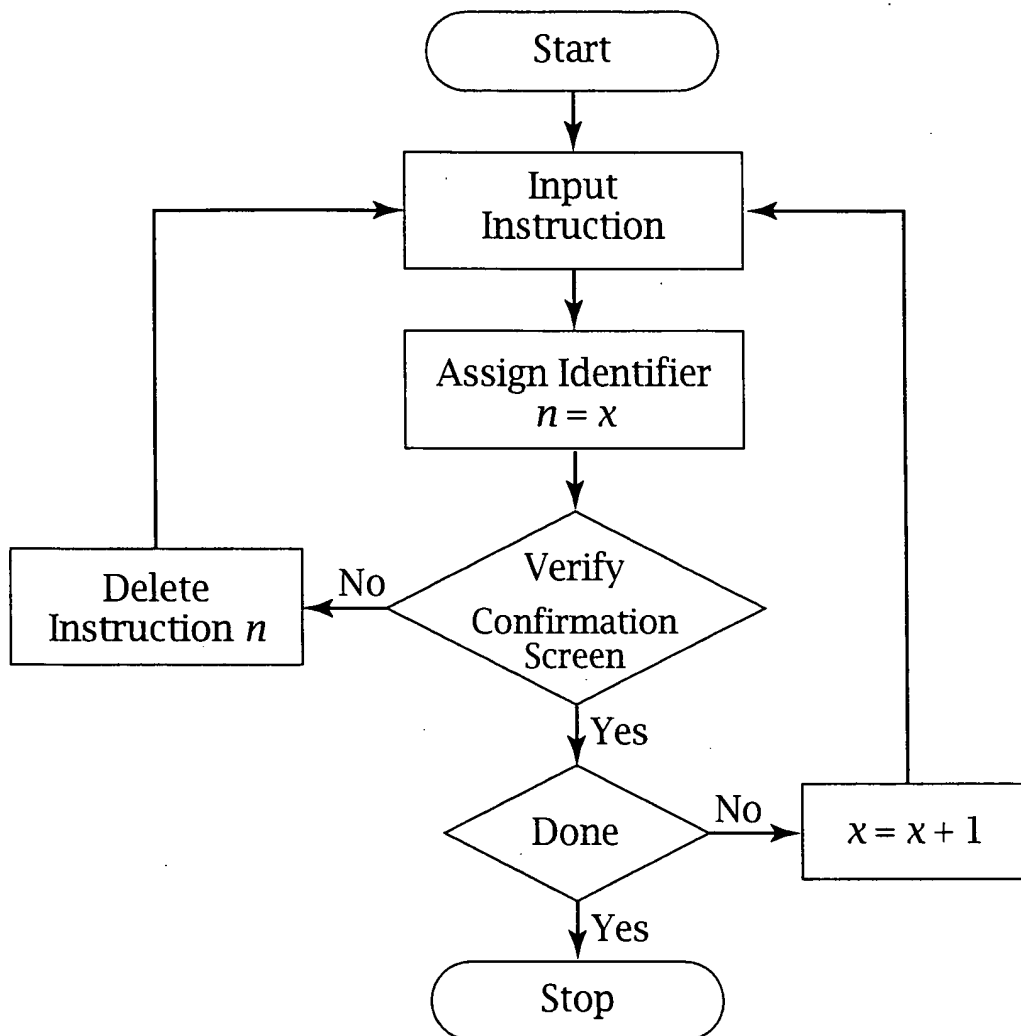 Start
Input
Instruction
Assign Identifier
n = x
Verify
Confirmation
Screen
No
Delete
Instruction n
Yes
Done
No
x = x + 1
Yes
Stop